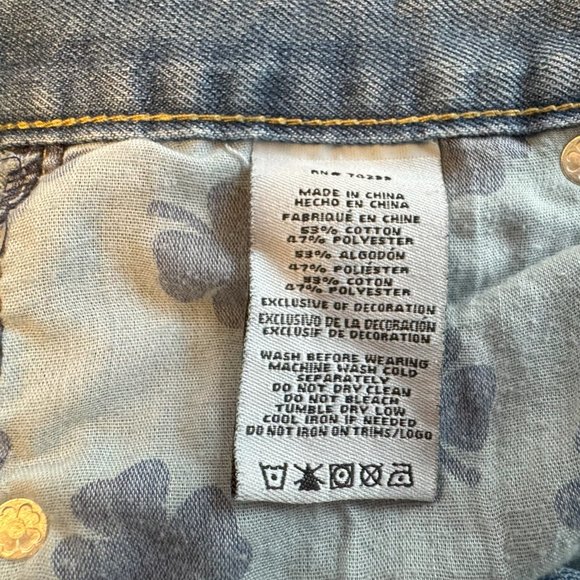 RN# 70288
MADE IN CHINA
HECHO EN CHINA
FABRIQUÉ EN CHINE
53% COTTON
47% POLYESTER
53% ALGODÓN
47% POLIÉSTER
53% COTON
47% POLYESTER
EXCLUSIVE OF DECORATION
EXCLUSIVO DE LA DECORACIÓN
EXCLUSIF DE DECORATION
WASH BEFORE WEARING
MACHINE WASH COLD
SEPARATELY
DO NOT DRY CLEAN
DO NOT BLEACH
TUMBLE DRY LOW
COOL IRON IF NEEDED
DO NOT IRON ON TRIMS/LOGO